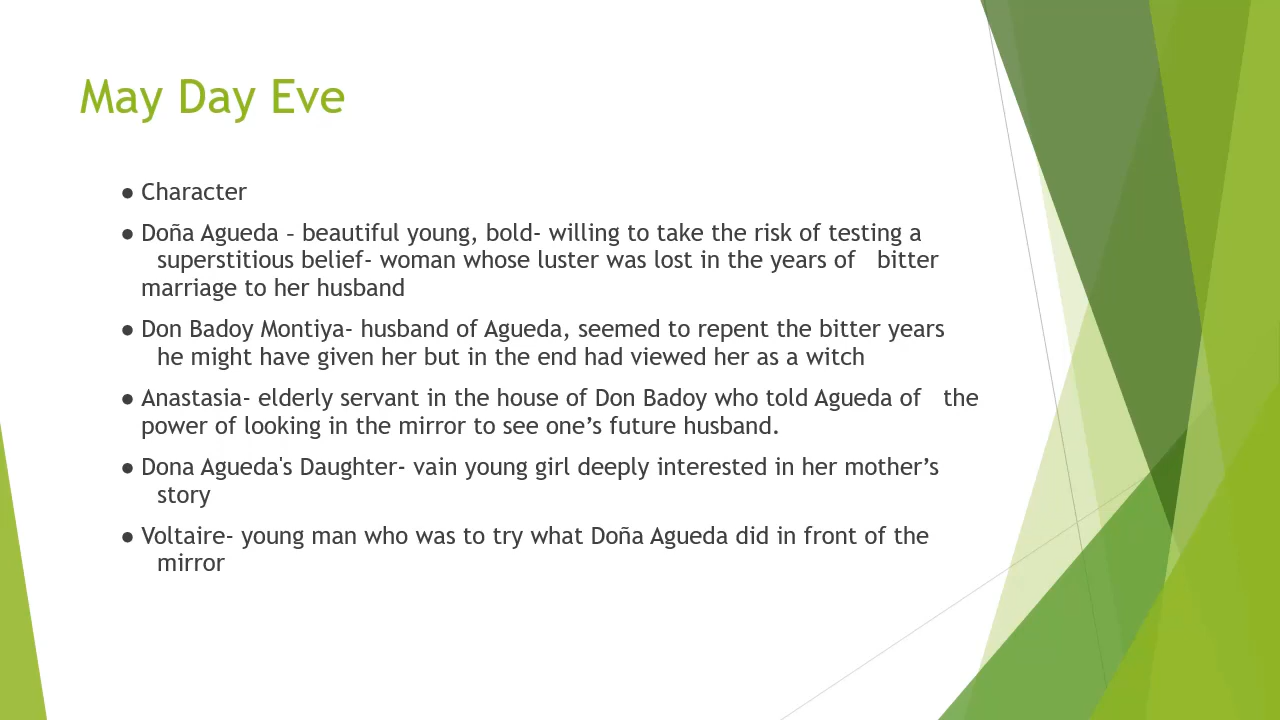 May Day Eve
● Character
● Doña Agueda – beautiful young, bold- willing to take the risk of testing a
superstitious belief- woman whose luster was lost in the years of bitter
marriage to her husband
● Don Badoy Montiya- husband of Agueda, seemed to repent the bitter years
he might have given her but in the end had viewed her as a witch
● Anastasia- elderly servant in the house of Don Badoy who told Agueda of the
power of looking in the mirror to see one’s future husband.
● Dona Agueda's Daughter- vain young girl deeply interested in her mother’s
story
● Voltaire- young man who was to try what Doña Agueda did in front of the
mirror